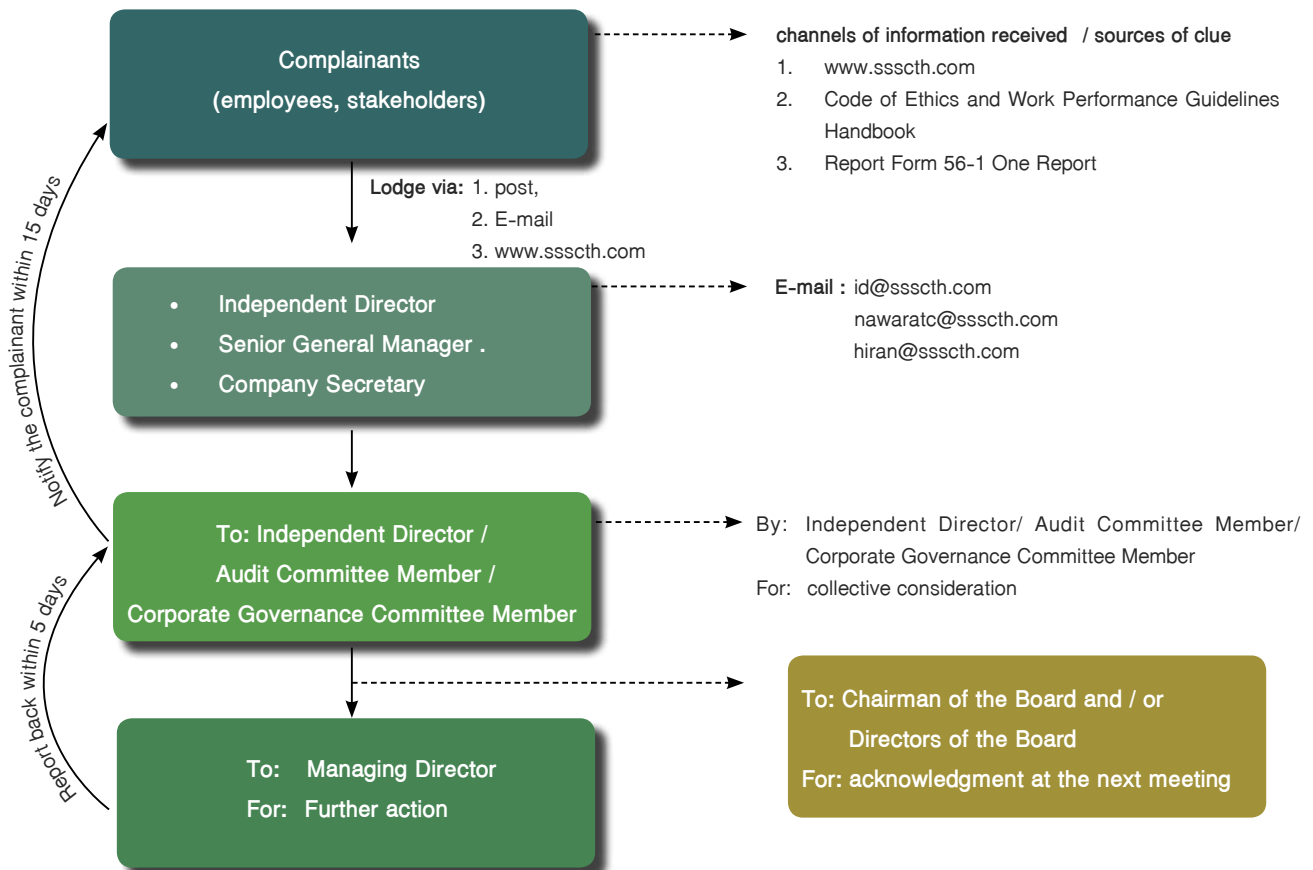 Complainants
(employees, stakeholders)
channels of information received / sources of clue
1. www.ssscth.com
2. Code of Ethics and Work Performance Guidelines
Handbook
3. Report Form 56-1 One Report
Lodge via: 1. post,
2. E-mail
3. www.ssscth.com
• Independent Director
• Senior General Manager .
• Company Secretary
E-mail : id@ssscth.com
nawaratc@ssscth.com
hiran@ssscth.com
Notify the complainant within 15 days
To: Independent Director /
Audit Committee Member /
Corporate Governance Committee Member
By: Independent Director/ Audit Committee Member/
Corporate Governance Committee Member
For: collective consideration
Report back within 5 days
To: Chairman of the Board and / or
Directors of the Board
For: acknowledgment at the next meeting
To: Managing Director
For: Further action